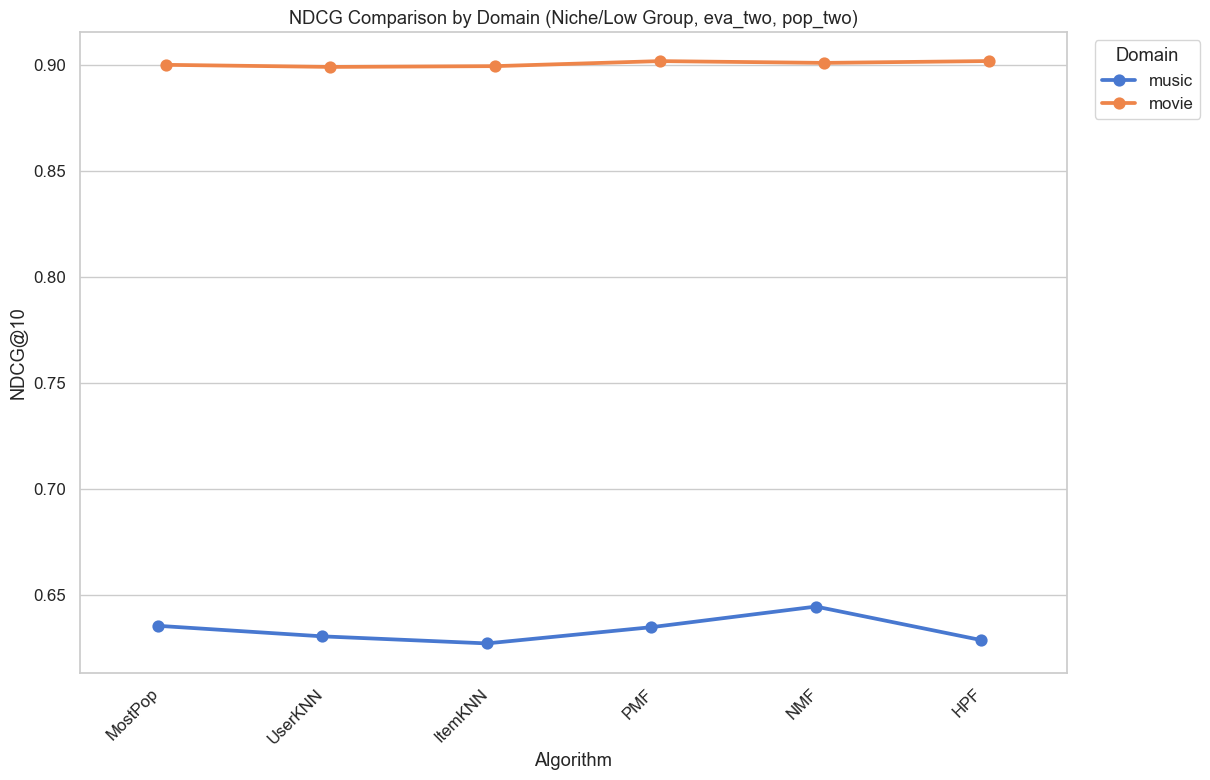 NDCG Comparison by Domain (Niche/Low Group, eva_two, pop_two)
Domain
music
movie
NDCG@10
0.90
0.85
0.80
0.75
0.70
0.65
MostPop
UserKNN
ItemKNN
PMF
NMF
HPF
Algorithm